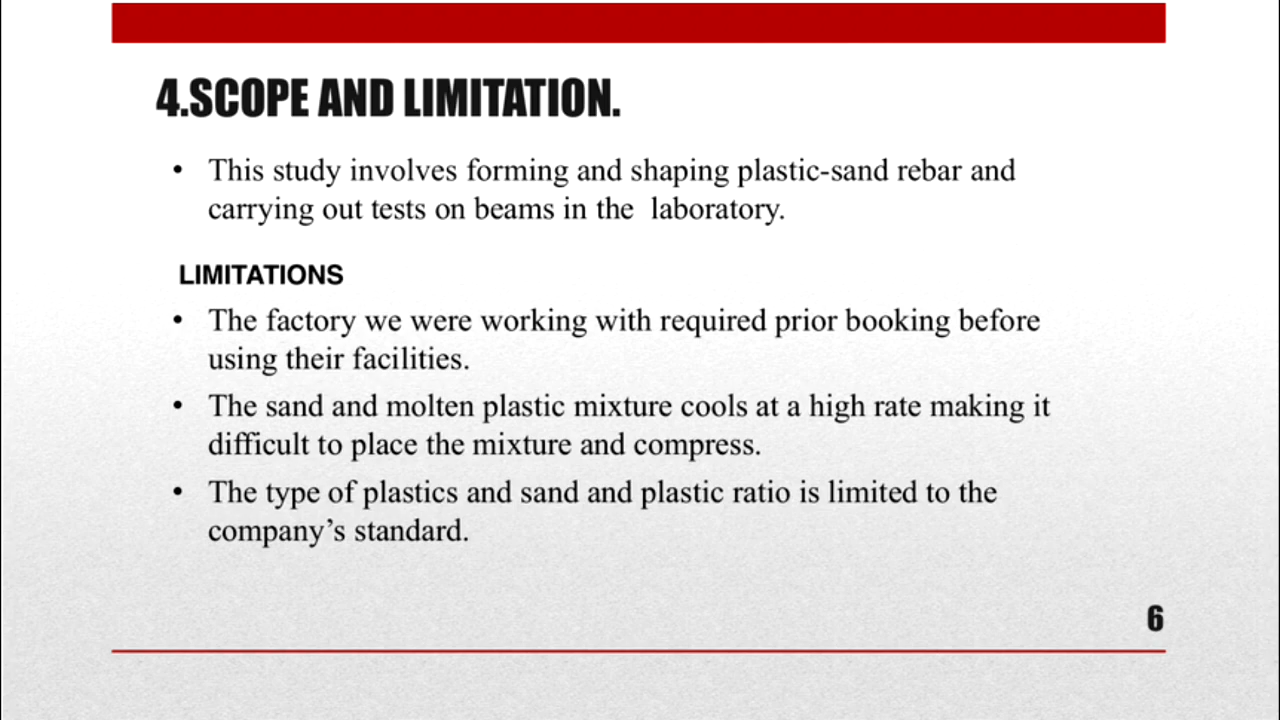 4.SCOPE AND LIMITATION.
• This study involves forming and shaping plastic-sand rebar and
carrying out tests on beams in the  laboratory.
LIMITATIONS
• The factory we were working with required prior booking before
using their facilities.
• The sand and molten plastic mixture cools at a high rate making it
difficult to place the mixture and compress.
• The type of plastics and sand and plastic ratio is limited to the
company’s standard.
6